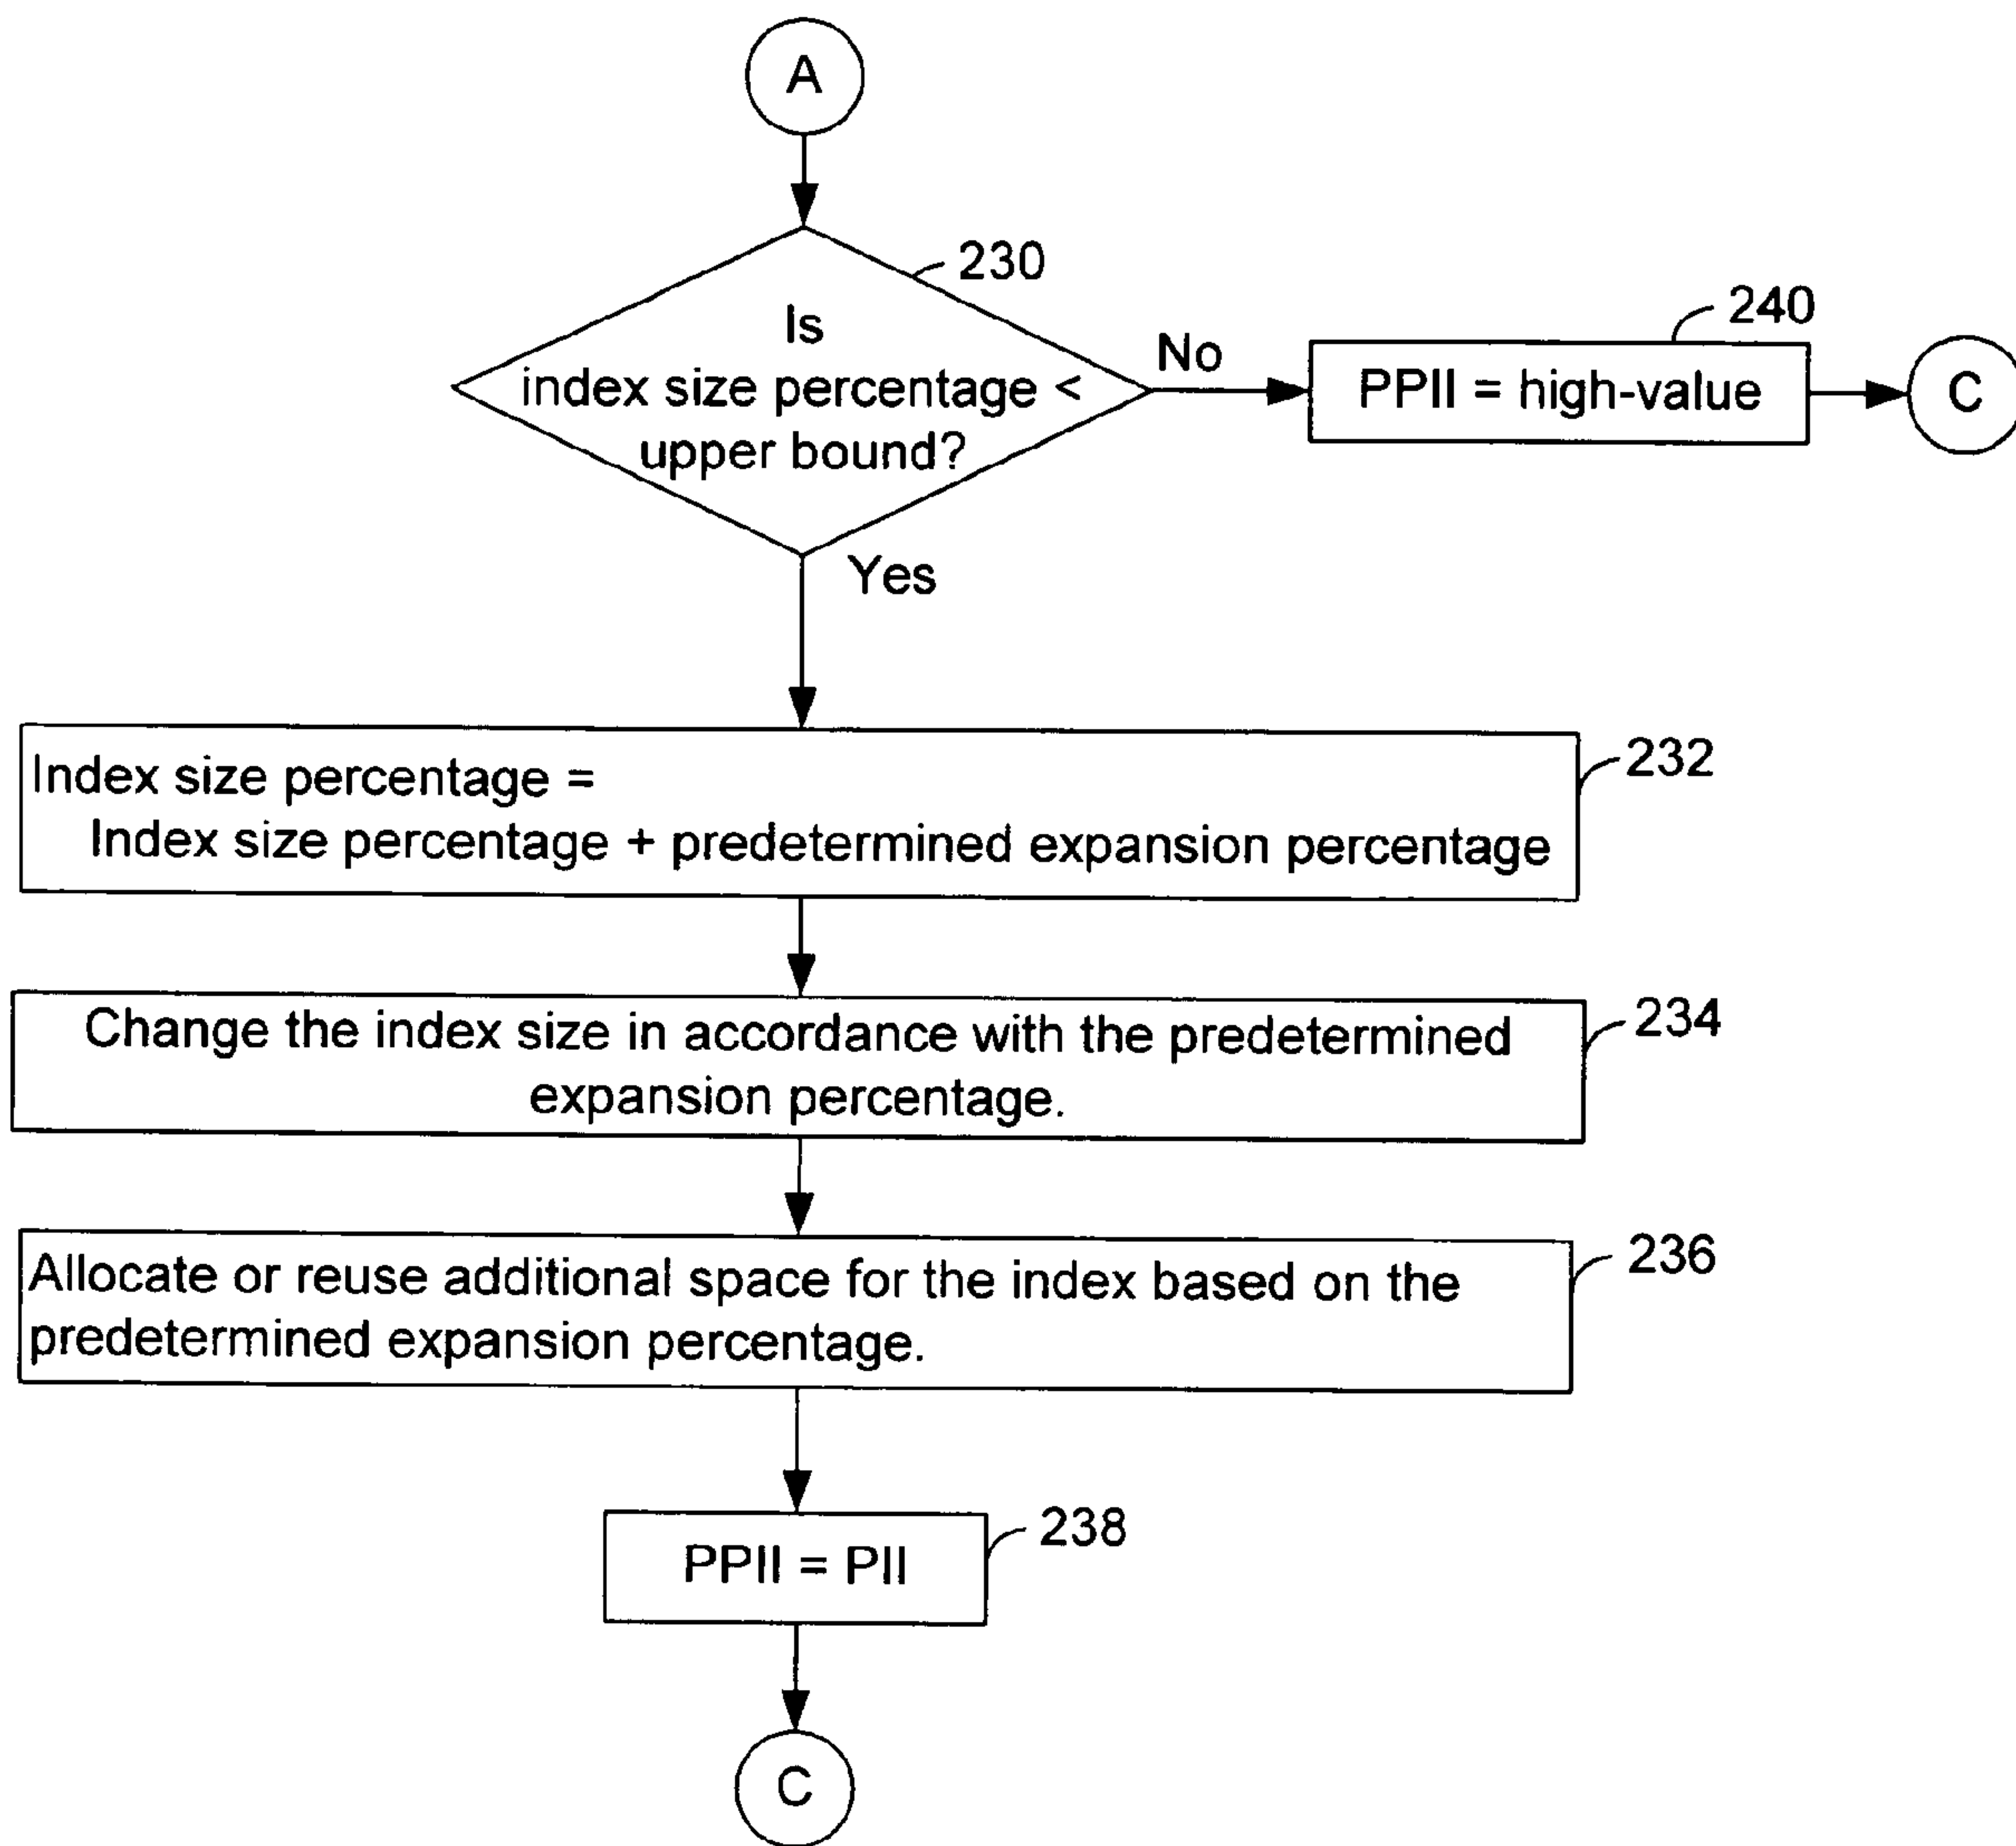 A
230
Is
index size percentage <
upper bound?
No
240
PPII = high-value
C
Yes
232
Index size percentage =
Index size percentage + predetermined expansion percentage
234
Change the index size in accordance with the predetermined
expansion percentage.
236
Allocate or reuse additional space for the index based on the
predetermined expansion percentage.
238
PPII = PII
C